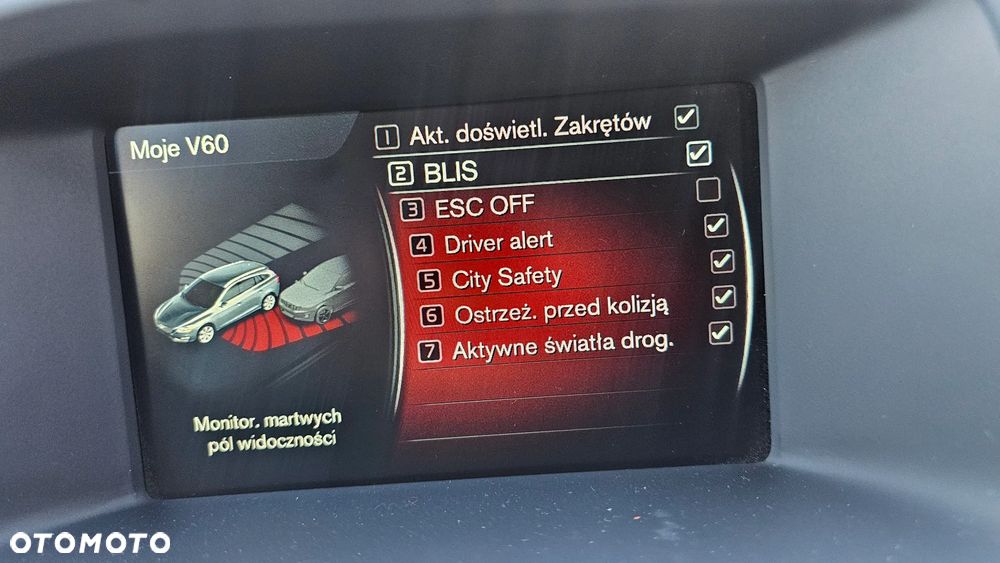 Moje V60
1 Akt. doświetl. Zakrętów
2 BLIS
3 ESC OFF
4 Driver alert
5 City Safety
6 Ostrzeż. przed kolizją
7 Aktywne światła drog.
Monitor. martwych
pól widoczności
OTOMOTO